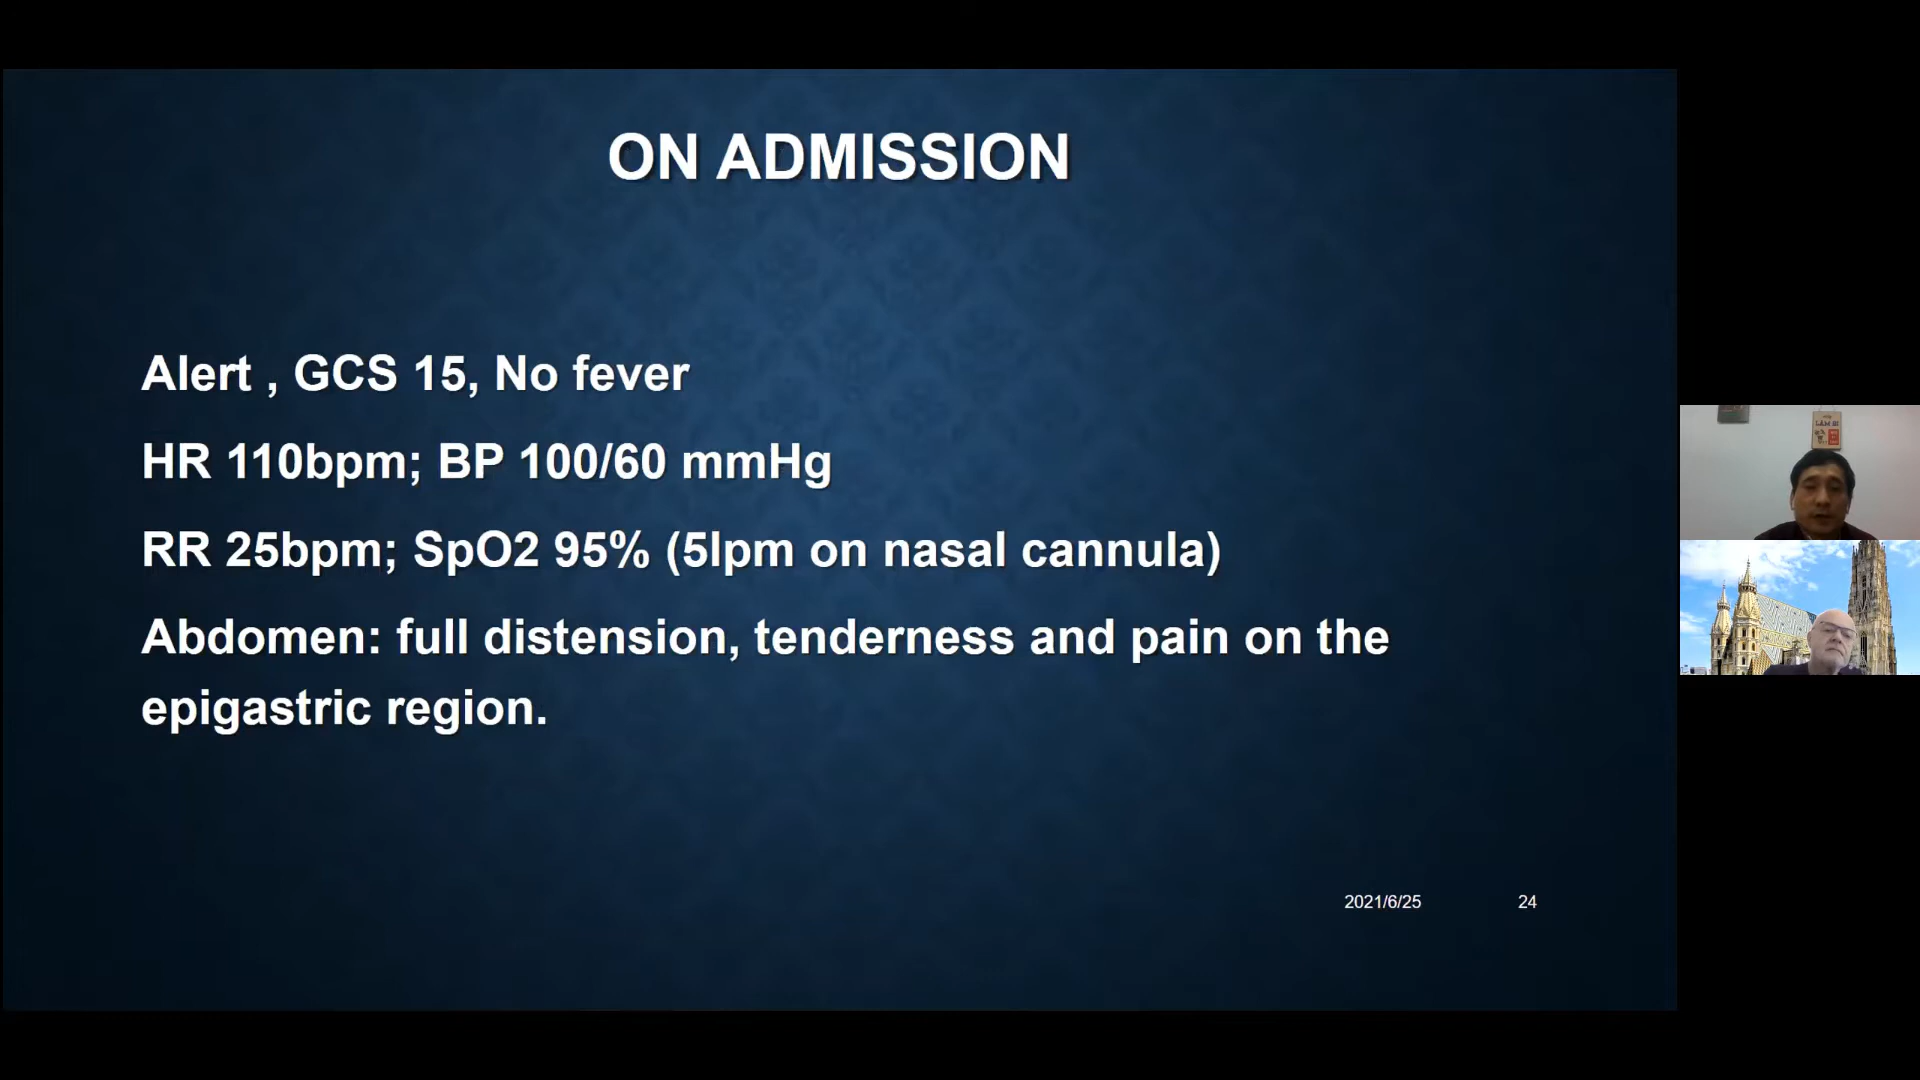 ON ADMISSION
Alert , GCS 15, No fever
HR 110bpm; BP 100/60 mmHg
RR 25bpm; SpO2 95% (5lpm on nasal cannula)
Abdomen: full distension, tenderness and pain on the
epigastric region.
2021/6/25
24